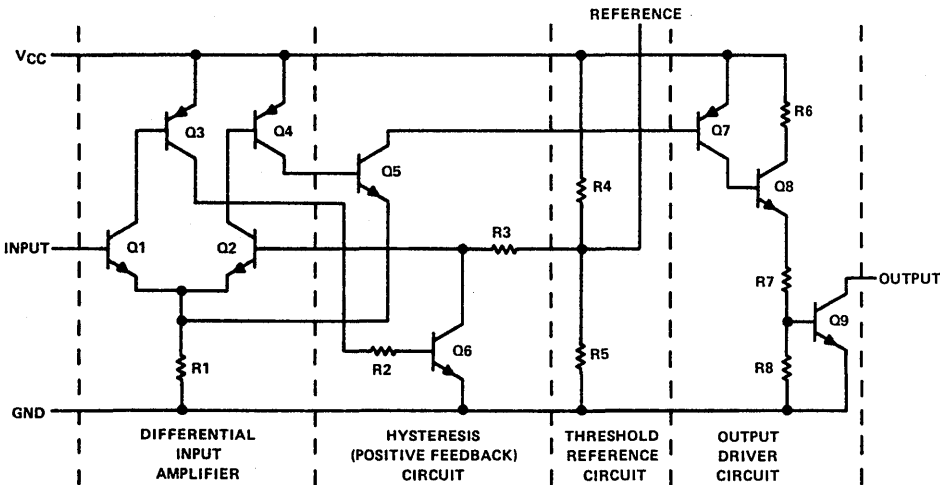 REFERENCE
VCC
Q3
Q4
Q7
R6
Q5
Q8
R4
INPUT
Q1
Q2
R3
R7
OUTPUT
Q9
R1
R2
Q6
R5
R8
GND
DIFFERENTIAL
INPUT
AMPLIFIER
HYSTERESIS
(POSITIVE FEEDBACK)
CIRCUIT
THRESHOLD
REFERENCE
CIRCUIT
OUTPUT
DRIVER
CIRCUIT